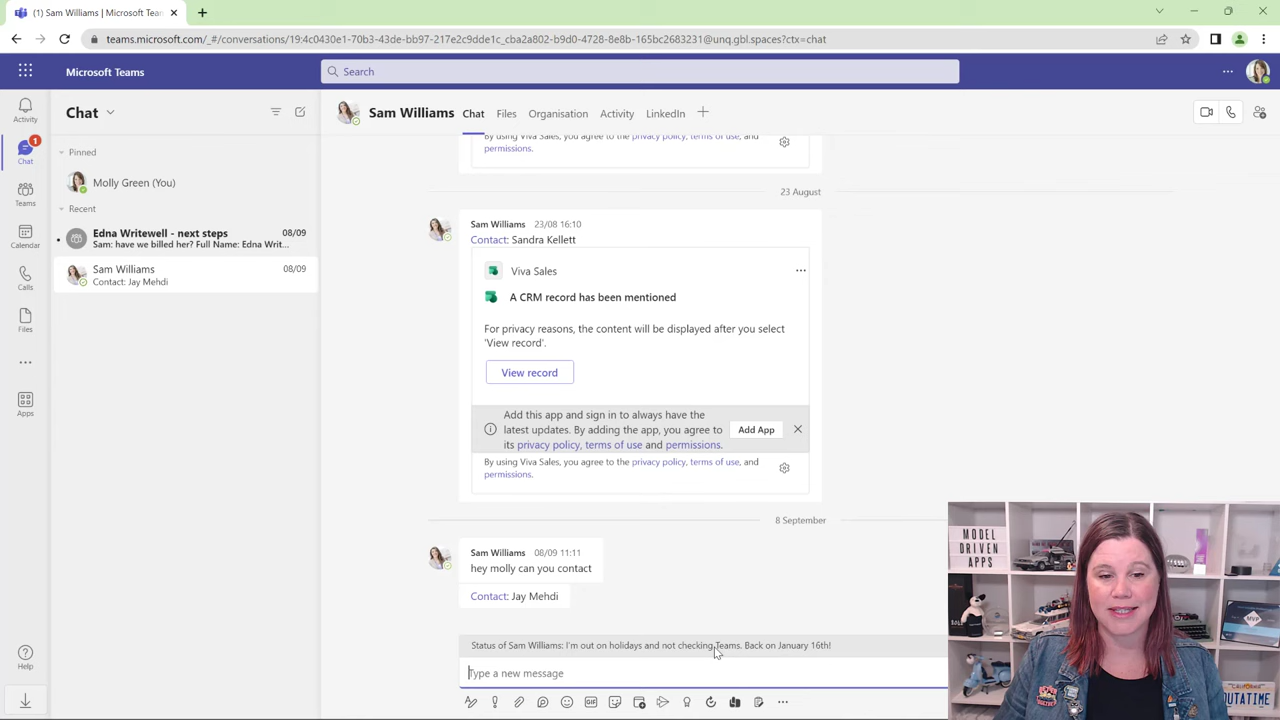 (1) Sam Williams | Microsoft Team
teams.microsoft.com/_#/conversations/19:4c0430e1-70b3-43de-bb97-217e2c9dde1c_cba2a802-b9d0-4728-8e8b-165bc2683231@unq.gbl.spaces?ctx=chat
Microsoft Teams
Search
Activity
1
Chat
Teams
Calendar
Calls
Files
Apps
Help
Chat
Pinned
Molly Green (You)
Recent
Edna Writewell - next steps
08/09
Sam: have we billed her? Full Name: Edna Writ...
Sam Williams
08/09
Contact: Jay Mehdi
Sam Williams
Chat
Files
Organisation
Activity
LinkedIn
By using Viva Sales, you agree to the privacy policy, terms of use, and
permissions.
23 August
Sam Williams 23/08 16:10
Contact: Sandra Kellett
Viva Sales
A CRM record has been mentioned
For privacy reasons, the content will be displayed after you select
'View record'.
View record
Add this app and sign in to always have the
latest updates. By adding the app, you agree to
its privacy policy, terms of use and permissions.
Add App
By using Viva Sales, you agree to the privacy policy, terms of use, and
permissions.
8 September
Sam Williams 08/09 11:11
hey molly can you contact
Contact: Jay Mehdi
Status of Sam Williams: I'm out on holidays and not checking Teams. Back on January 16th!
Type a new message
GIF
MODEL
DRIVEN
APPS
MVP
OUTATIME